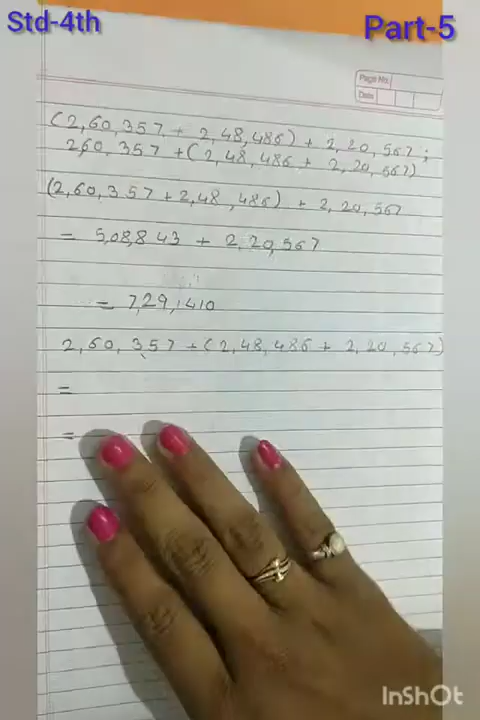 Std-4th
Part-5
Page No.
Date
(2,60,357 + 2,48,486) + 2,20,567;
2,60,357 + (2,48,486 + 2,20,567)
(2,60,357 + 2,48,486) + 2,20,567
= 5,08,843 + 2,20,567
= 7,29,1410
2,60,357 + (2,48,486 + 2,20,567)
=
=
InShOt